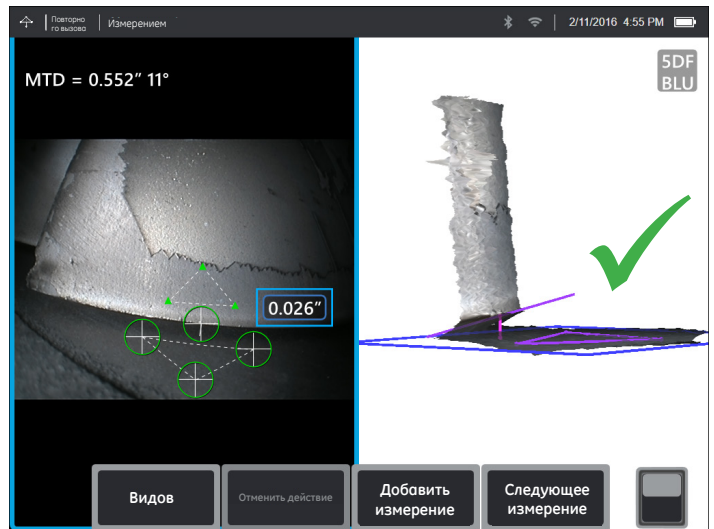 Повторно
го вызова
Измерением
2/11/2016 4:55 PM
MTD = 0.552″ 11°
5DF
BLU
0.026″
Видов
Отменить действие
Добавить
измерение
Следующее
измерение